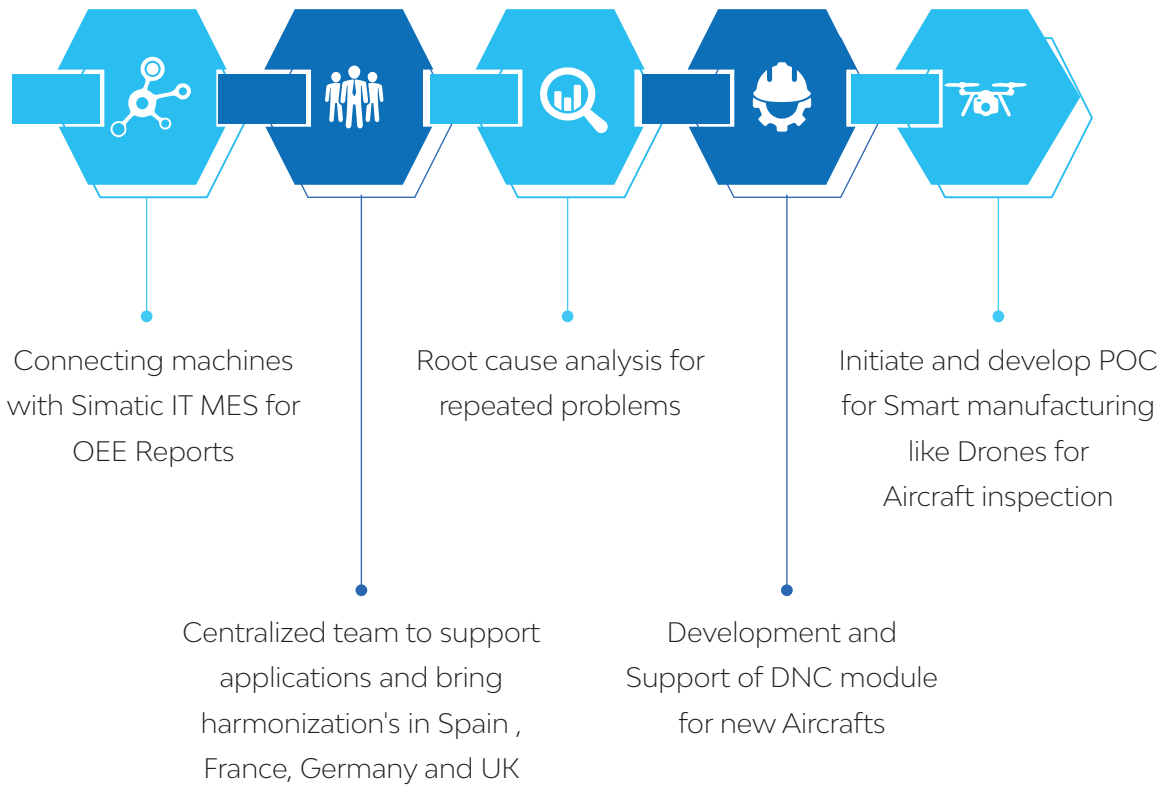 Connecting machines
with Simatic IT MES for
OEE Reports
Centralized team to support
applications and bring
harmonization's in Spain ,
France, Germany and UK
Root cause analysis for
repeated problems
Development and
Support of DNC module
for new Aircrafts
Initiate and develop POC
for Smart manufacturing
like Drones for
Aircraft inspection